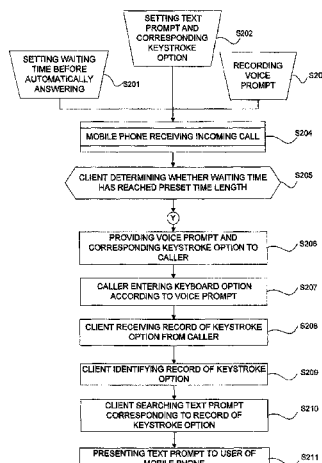 SETTING TEXT
PROMPT AND
CORRESPONDING
KEYSTROKE
OPTION
S202
SETTING WAITING
TIME BEFORE
AUTOMATICALLY
ANSWERING
S201
RECORDING
VOICE
PROMPT
S20
MOBILE PHONE RECEIVING INCOMING CALL
S204
CLIENT DETERMINING WHETHER WAITING TIME
HAS REACHED PRESET TIME LENGTH
S205
Y
PROVIDING VOICE PROMPT AND
CORRESPONDING KEYSTROKE OPTION TO
CALLER
S206
CALLER ENTERING KEYBOARD OPTION
ACCORDING TO VOICE PROMPT
S207
CLIENT RECEIVING RECORD OF KEYSTROKE
OPTION FROM CALLER
S208
CLIENT IDENTIFYING RECORD OF KEYSTROKE
OPTION
S209
CLIENT SEARCHING TEXT PROMPT
CORRESPONDING TO RECORD OF
KEYSTROKE OPTION
S210
PRESENTING TEXT PROMPT TO USER OF
MOBILE PHONE
S211